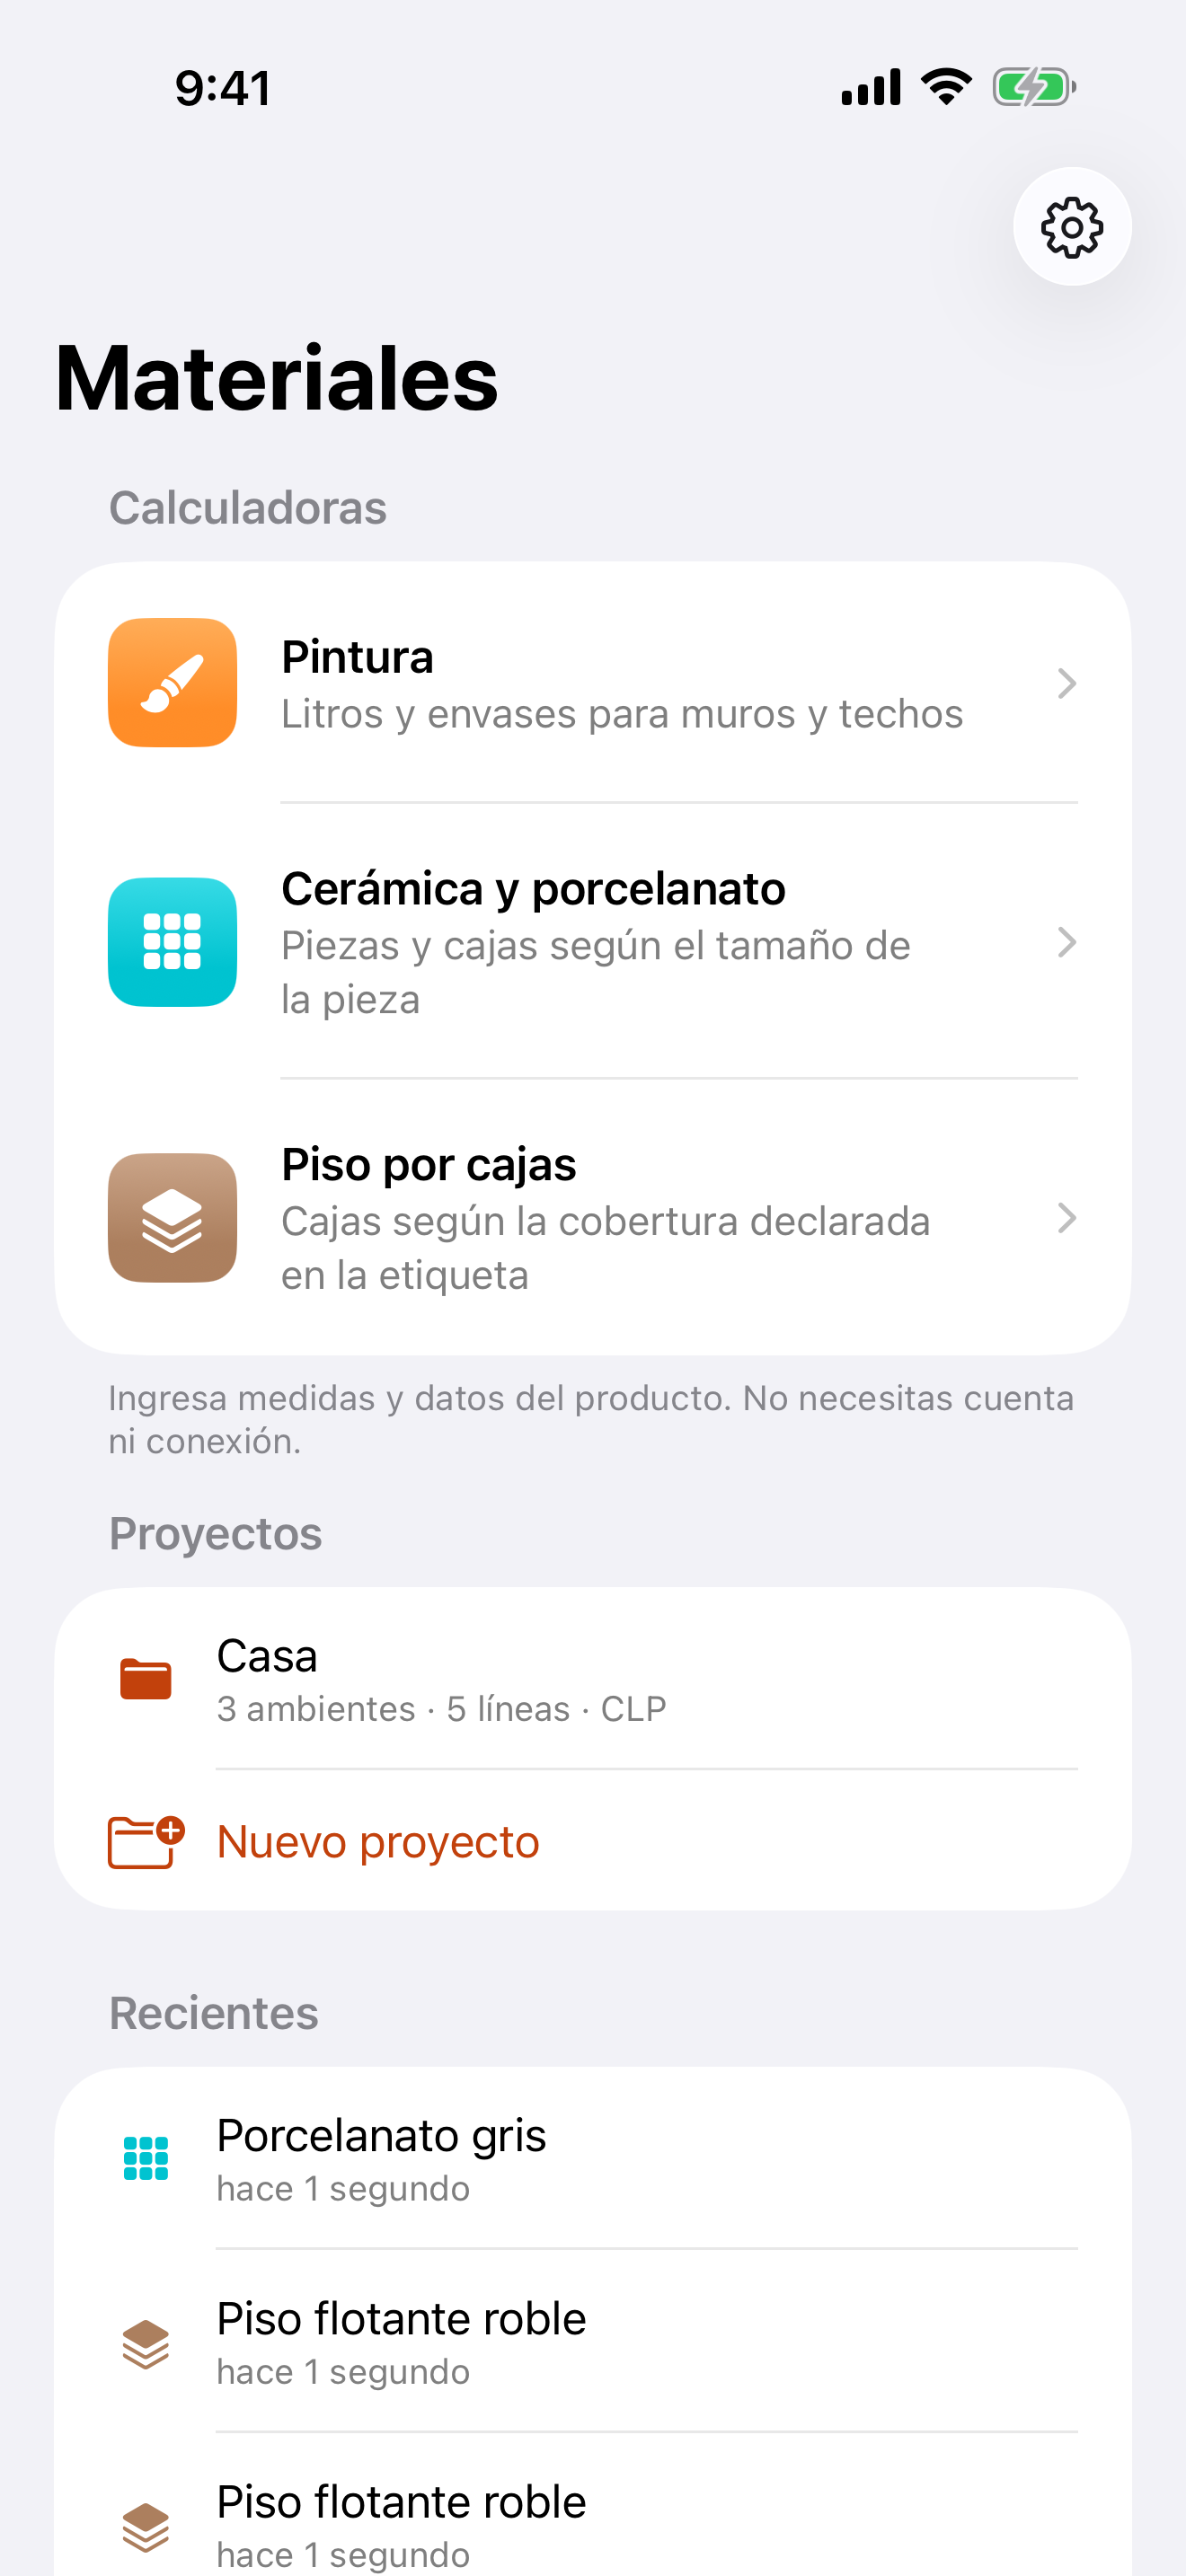 9:41
Materiales
Calculadoras
Pintura
Litros y envases para muros y techos
Cerámica y porcelanato
Piezas y cajas según el tamaño de
la pieza
Piso por cajas
Cajas según la cobertura declarada
en la etiqueta
Ingresa medidas y datos del producto. No necesitas cuenta
ni conexión.
Proyectos
Casa
3 ambientes · 5 líneas · CLP
Nuevo proyecto
Recientes
Porcelanato gris
hace 1 segundo
Piso flotante roble
hace 1 segundo
Piso flotante roble
hace 1 segundo